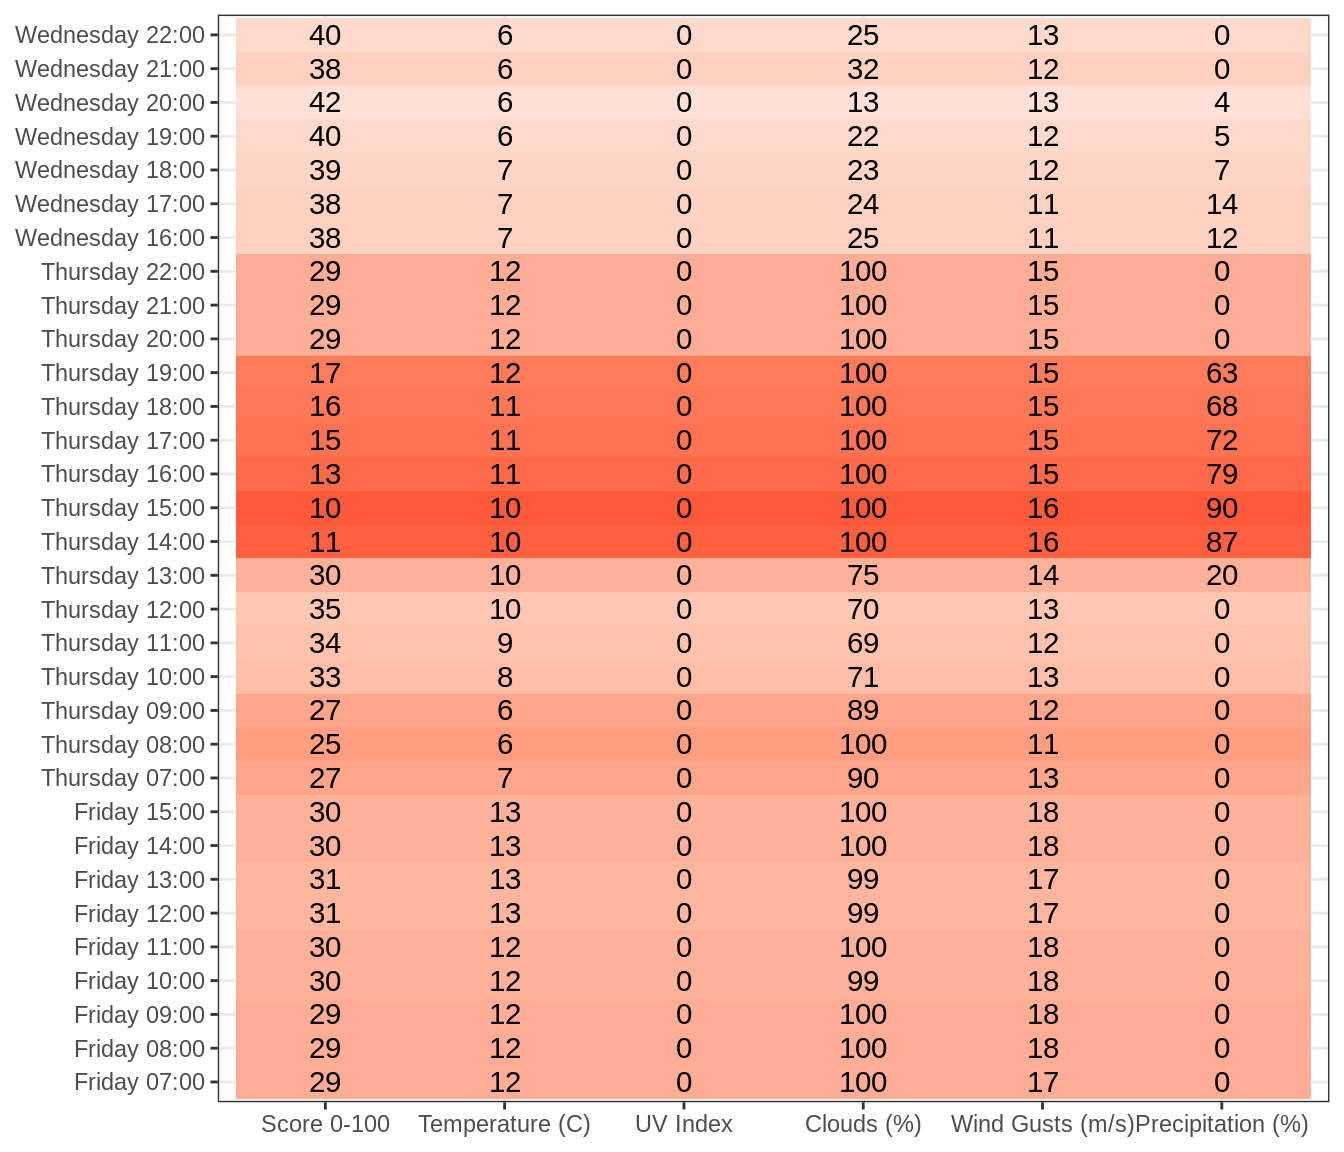 Wednesday 22:00 40 6 0 25 13 0
Wednesday 21:00 38 6 0 32 12 0
Wednesday 20:00 42 6 0 13 13 4
Wednesday 19:00 40 6 0 22 12 5
Wednesday 18:00 39 7 0 23 12 7
Wednesday 17:00 38 7 0 24 11 14
Wednesday 16:00 38 7 0 25 11 12
Thursday 22:00 29 12 0 100 15 0
Thursday 21:00 29 12 0 100 15 0
Thursday 20:00 29 12 0 100 15 0
Thursday 19:00 17 12 0 100 15 63
Thursday 18:00 16 11 0 100 15 68
Thursday 17:00 15 11 0 100 15 72
Thursday 16:00 13 11 0 100 15 79
Thursday 15:00 10 10 0 100 16 90
Thursday 14:00 11 10 0 100 16 87
Thursday 13:00 30 10 0 75 14 20
Thursday 12:00 35 10 0 70 13 0
Thursday 11:00 34 9 0 69 12 0
Thursday 10:00 33 8 0 71 13 0
Thursday 09:00 27 6 0 89 12 0
Thursday 08:00 25 6 0 100 11 0
Thursday 07:00 27 7 0 90 13 0
Friday 15:00 30 13 0 100 18 0
Friday 14:00 30 13 0 100 18 0
Friday 13:00 31 13 0 99 17 0
Friday 12:00 31 13 0 99 17 0
Friday 11:00 30 12 0 100 18 0
Friday 10:00 30 12 0 99 18 0
Friday 09:00 29 12 0 100 18 0
Friday 08:00 29 12 0 100 18 0
Friday 07:00 29 12 0 100 17 0
Score 0-100 Temperature (C) UV Index Clouds (%) Wind Gusts (m/s) Precipitation (%)